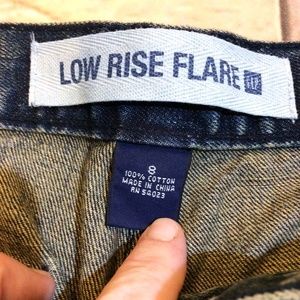 LOW RISE FLARE
8
100% COTTON
MADE IN CHINA
RN 54023